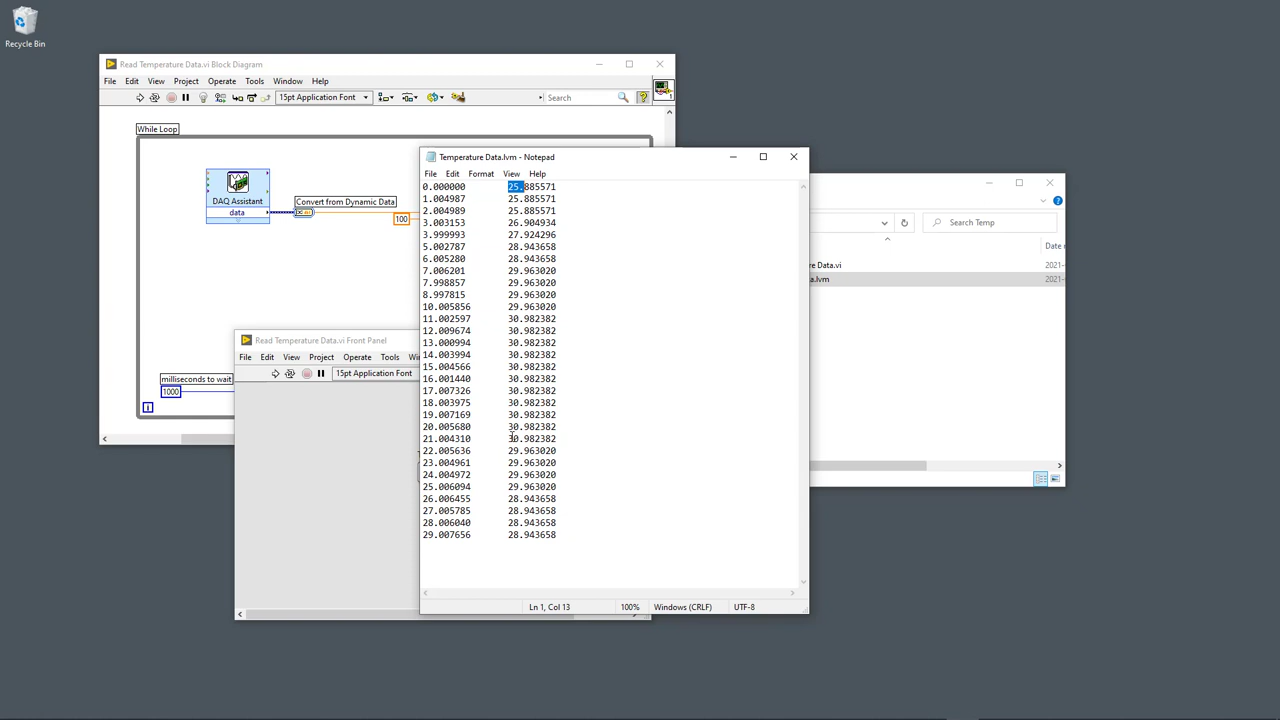 Recycle Bin
Read Temperature Data.vi Block Diagram
File Edit View Project Operate Tools Window Help
15pt Application Font
Search
While Loop
DAQ Assistant
data
Convert from Dynamic Data
100
milliseconds to wait
1000
i
Read Temperature Data.vi Front Panel
File Edit View Project Operate Tools
15pt Application Font
Temperature Data.lvm - Notepad
File Edit Format View Help
0.000000 25.885571
1.004987 25.885571
2.004989 25.885571
3.003153 26.904934
3.999993 27.924296
5.002787 28.943658
6.005280 28.943658
7.006201 29.963020
7.998857 29.963020
8.997815 29.963020
10.005856 29.963020
11.002597 30.982382
12.009674 30.982382
13.000994 30.982382
14.003994 30.982382
15.004566 30.982382
16.001440 30.982382
17.007326 30.982382
18.003975 30.982382
19.007169 30.982382
20.005680 30.982382
21.004310 30.982382
22.005636 29.963020
23.004961 29.963020
24.004972 29.963020
25.006094 29.963020
26.006455 28.943658
27.005785 28.943658
28.006040 28.943658
29.007656 28.943658
Ln 1, Col 13 100% Windows (CRLF) UTF-8
Search Temp
Date
re Data.vi 2021-
a.lvm 2021-